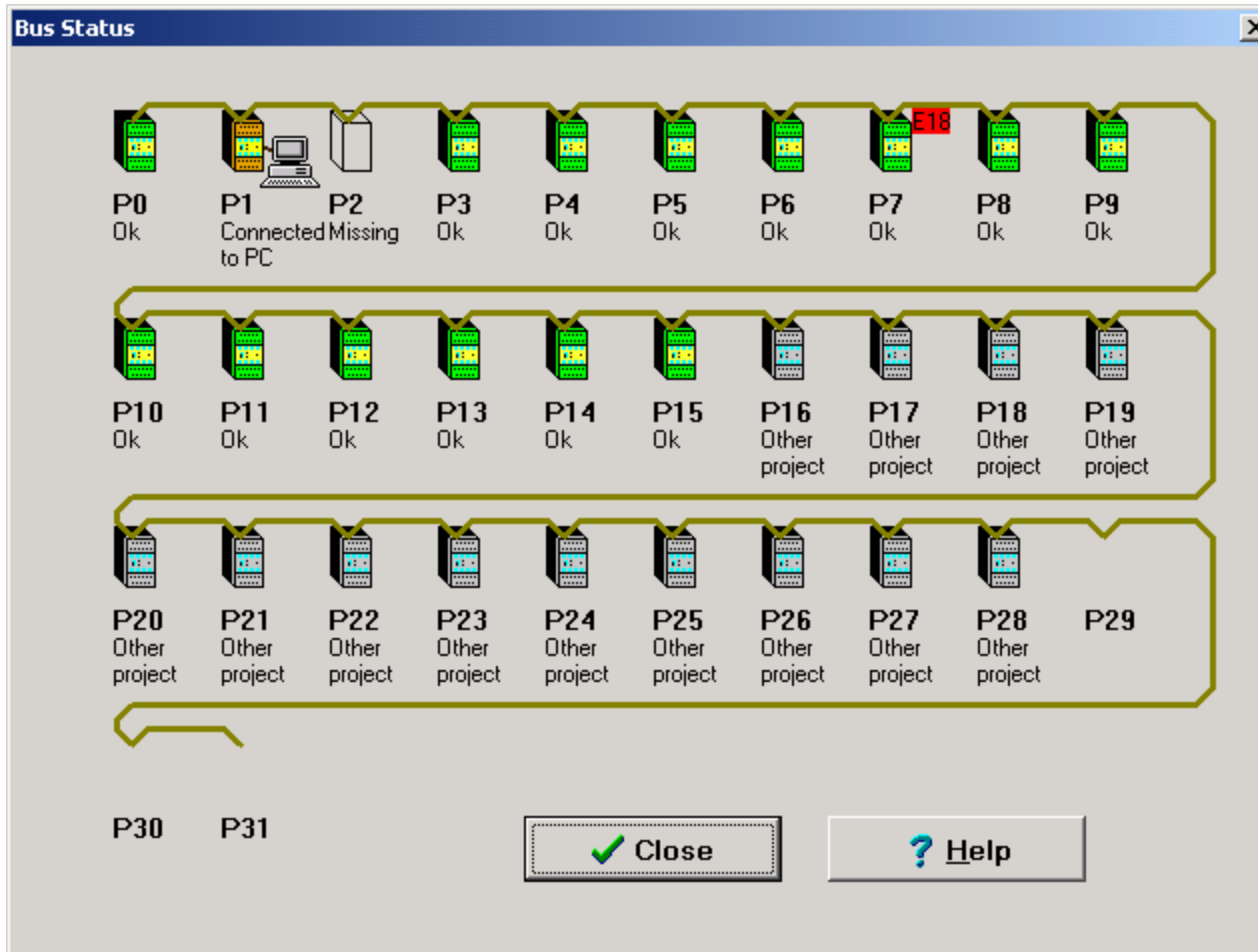 Bus Status
E18
P0 P1 P2 P3 P4 P5 P6 P7 P8 P9
Ok Connected Missing Ok Ok Ok Ok Ok Ok Ok
to PC
P10 P11 P12 P13 P14 P15 P16 P17 P18 P19
Ok Ok Ok Ok Ok Ok Other Other Other Other
project project project project
P20 P21 P22 P23 P24 P25 P26 P27 P28 P29
Other Other Other Other Other Other Other Other Other
project project project project project project project project project
P30 P31
Close Help